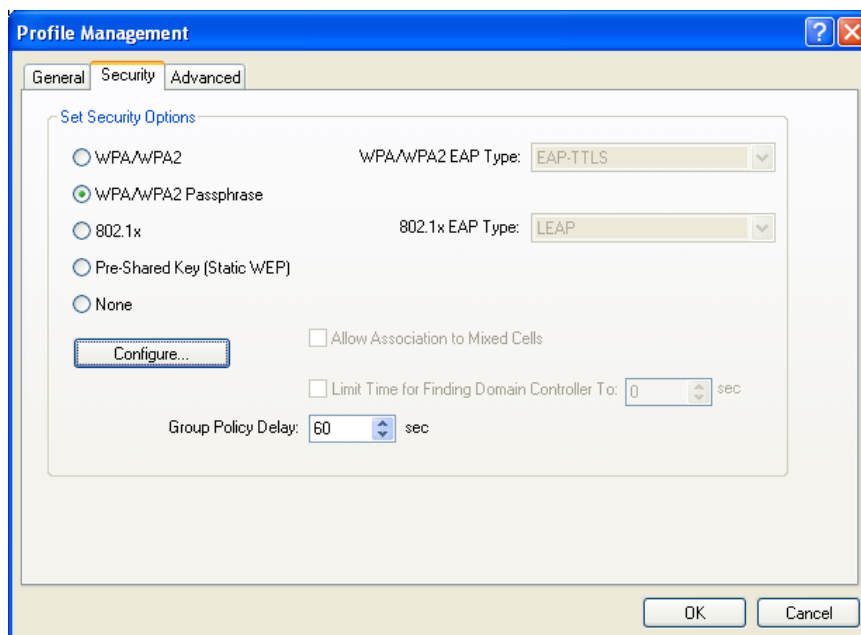 Profile Management
General Security Advanced
Set Security Options
WPA/WPA2 WPA/WPA2 EAP Type: EAP-TTLS
WPA/WPA2 Passphrase
802.1x 802.1x EAP Type: LEAP
Pre-Shared Key (Static WEP)
None
Configure... Allow Association to Mixed Cells
Limit Time for Finding Domain Controller To: 0 sec
Group Policy Delay: 60 sec
OK Cancel